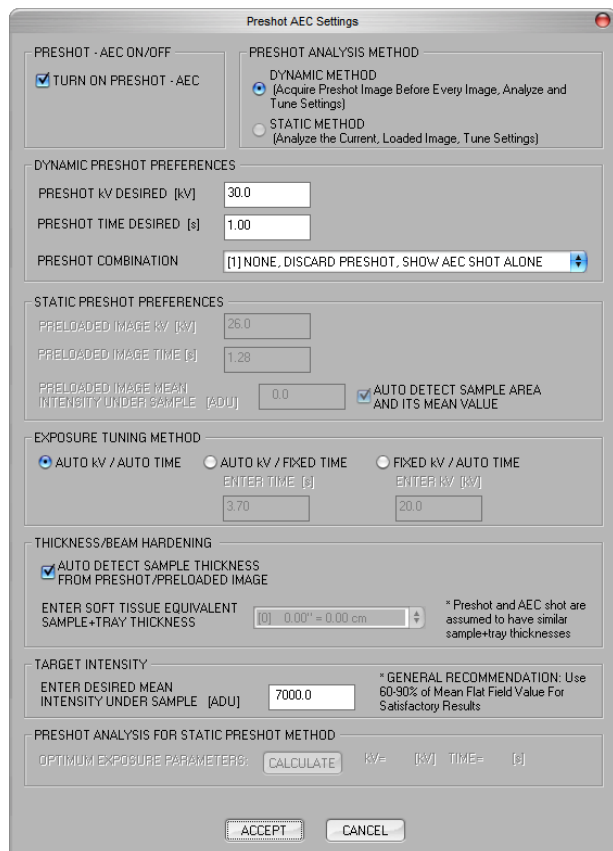 Preshot AEC Settings
PRESHOT - AEC ON/OFF
TURN ON PRESHOT - AEC
PRESHOT ANALYSIS METHOD
DYNAMIC METHOD
(Acquire Preshot Image Before Every Image, Analyze and
Tune Settings)
STATIC METHOD
(Analyze the Current, Loaded Image, Tune Settings)
DYNAMIC PRESHOT PREFERENCES
PRESHOT kV DESIRED [kV] 30.0
PRESHOT TIME DESIRED [s] 1.00
PRESHOT COMBINATION [1] NONE, DISCARD PRESHOT, SHOW AEC SHOT ALONE
STATIC PRESHOT PREFERENCES
PRELOADED IMAGE kV [kV] 26.0
PRELOADED IMAGE TIME [s] 1.28
PRELOADED IMAGE MEAN
INTENSITY UNDER SAMPLE [ADU] 0.0
AUTO DETECT SAMPLE AREA
AND ITS MEAN VALUE
EXPOSURE TUNING METHOD
AUTO kV / AUTO TIME
AUTO kV / FIXED TIME
ENTER TIME [s]
3.70
FIXED kV / AUTO TIME
ENTER kV [kV]
20.0
THICKNESS/BEAM HARDENING
AUTO DETECT SAMPLE THICKNESS
FROM PRESHOT/PRELOADED IMAGE
ENTER SOFT TISSUE EQUIVALENT
SAMPLE+TRAY THICKNESS
[0] 0.00" = 0.00 cm
* Preshot and AEC shot are
assumed to have similar
sample+tray thicknesses
TARGET INTENSITY
ENTER DESIRED MEAN
INTENSITY UNDER SAMPLE [ADU] 7000.0
* GENERAL RECOMMENDATION: Use
60-90% of Mean Flat Field Value For
Satisfactory Results
PRESHOT ANALYSIS FOR STATIC PRESHOT METHOD
OPTIMUM EXPOSURE PARAMETERS: CALCULATE kV= [kV] TIME= [s]
ACCEPT CANCEL